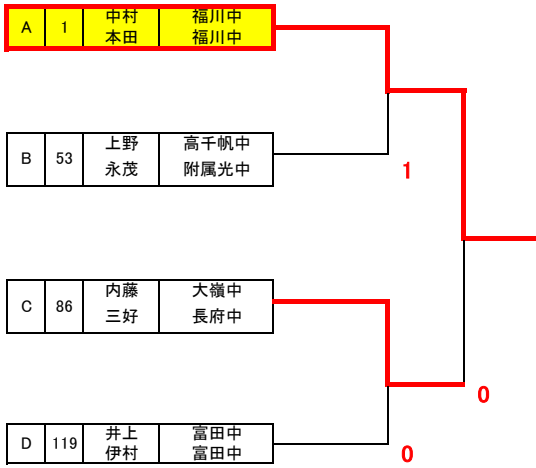 A 1 中村 福川中
本田 福川中
B 53 上野 高千帆中
永茂 附属光中
1
C 86 内藤 大嶺中
三好 長府中
0
D 119 井上 富田中
伊村 富田中
0